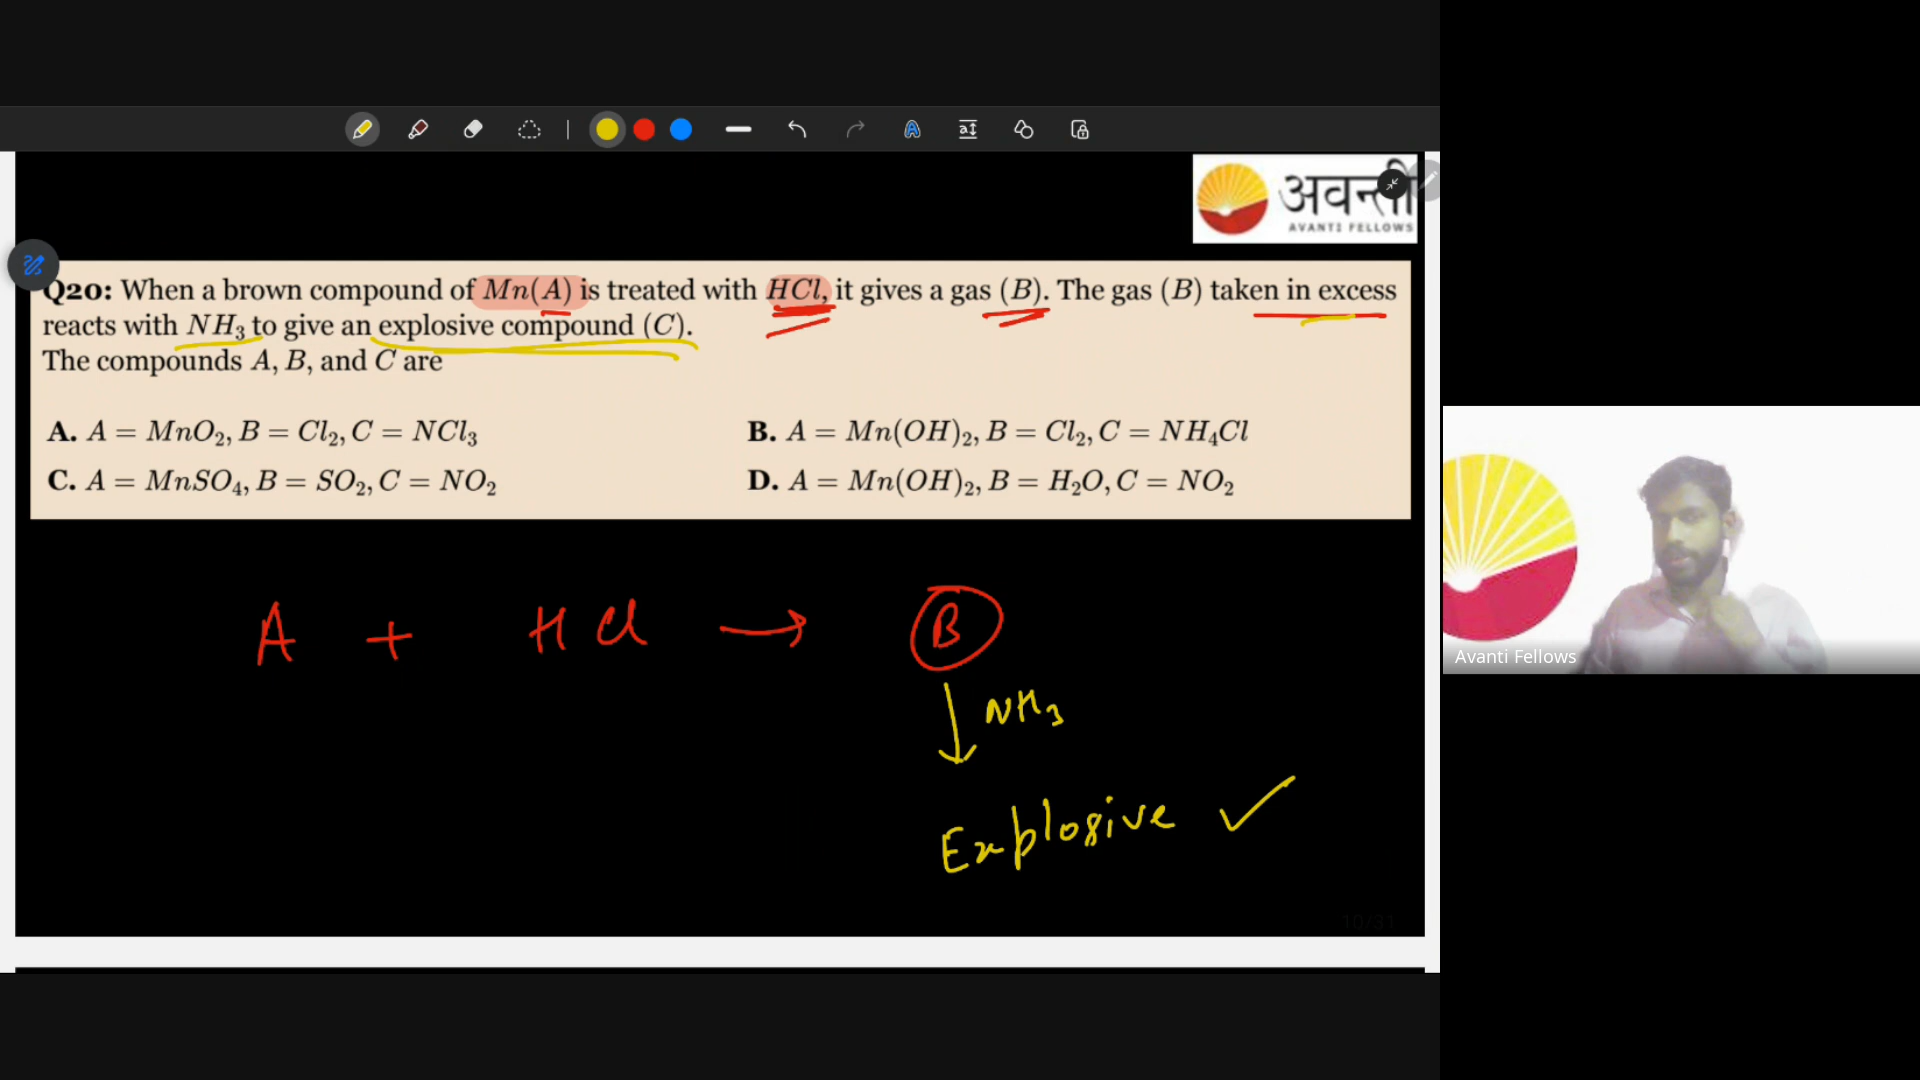 अवन्ती
AVANTI FELLOWS
Q20: When a brown compound of Mn(A) is treated with HCl, it gives a gas (B). The gas (B) taken in excess
reacts with NH₃ to give an explosive compound (C).
The compounds A, B, and C are
A. A = MnO₂, B = Cl₂, C = NCl₃
B. A = Mn(OH)₂, B = Cl₂, C = NH₄Cl
C. A = MnSO₄, B = SO₂, C = NO₂
D. A = Mn(OH)₂, B = H₂O, C = NO₂
A + HCl → B
↓ NH₃
Explosive ✓
10/31
Avanti Fellows